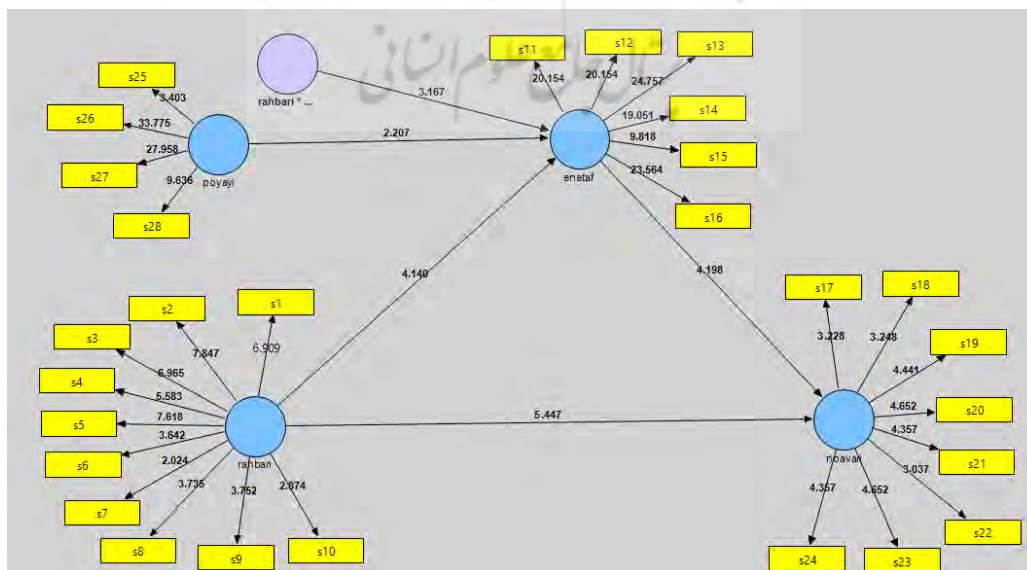 s11
s12
s13
s14
s15
s16
20.154
20.154
24.757
19.051
9.818
23.564
enetaf
rahbari * ...
3.167
جامع علوم انسانی
s25
s26
s27
s28
3.403
33.775
27.958
9.636
poyayi
2.207
4.140
4.198
s1
s2
s3
s4
s5
s6
s7
s8
s9
s10
6.909
7.847
6.965
5.583
7.618
3.642
2.024
3.735
3.752
2.874
rahbari
5.447
s17
s18
s19
s20
s21
s22
s23
s24
3.228
3.248
4.441
4.652
4.357
3.037
4.652
4.357
noavari